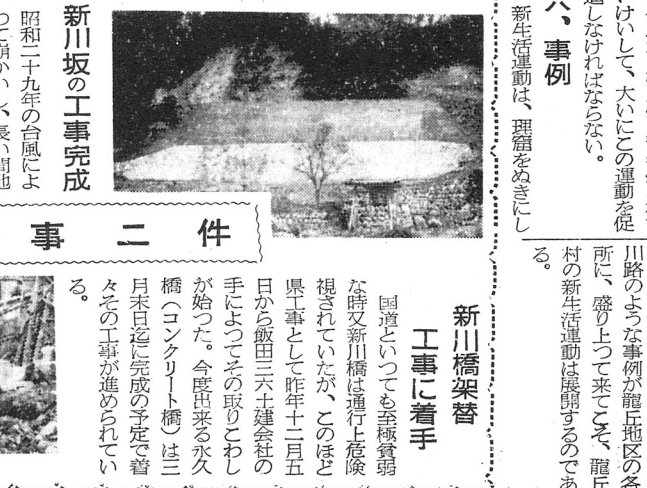 けいして、大いにこの運動を促
進しなければならない。
八、事例
新生活運動は、理窟をぬきにし
川路のような事例が龍丘地区の各
所に、盛り上つて来てこそ、龍丘
村の新生活運動は展開するのであ
る。
新川坂の工事完成
昭和二十九年の台風によ
事二件
新川橋架替
工事に着手
国道といつても至極貧弱
な時又新川橋は通行上危険
視されていたが、このほど
県工事として昨年十二月五
日から飯田三六土建会社の
手によつてその取りこわし
が始つた。今度出来る永久
橋(コンクリート橋)は三
月末日迄に完成の予定で着
々その工事が進められてい
る。